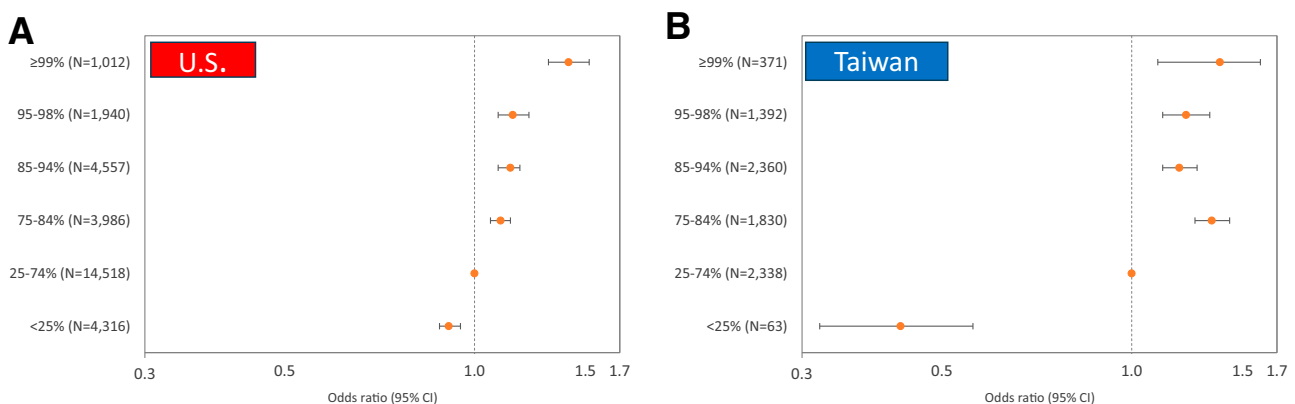 A
U.S.
≥99% (N=1,012)
95-98% (N=1,940)
85-94% (N=4,557)
75-84% (N=3,986)
25-74% (N=14,518)
<25% (N=4,316)
0.3 0.5 1.0 1.5 1.7
Odds ratio (95% CI)
B
Taiwan
≥99% (N=371)
95-98% (N=1,392)
85-94% (N=2,360)
75-84% (N=1,830)
25-74% (N=2,338)
<25% (N=63)
0.3 0.5 1.0 1.5 1.7
Odds ratio (95% CI)